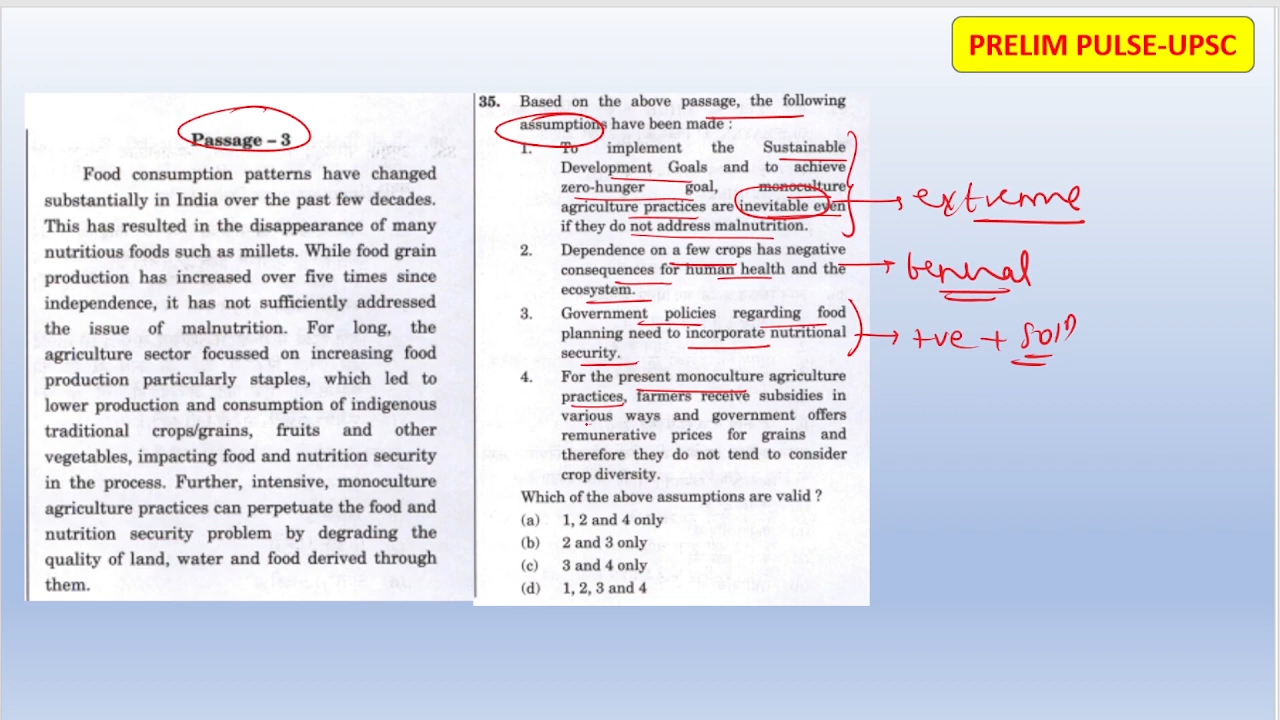 PRELIM PULSE-UPSC
Passage – 3
Food consumption patterns have changed
substantially in India over the past few decades.
This has resulted in the disappearance of many
nutritious foods such as millets. While food grain
production has increased over five times since
independence, it has not sufficiently addressed
the issue of malnutrition. For long, the
agriculture sector focussed on increasing food
production particularly staples, which led to
lower production and consumption of indigenous
traditional crops/grains, fruits and other
vegetables, impacting food and nutrition security
in the process. Further, intensive, monoculture
agriculture practices can perpetuate the food and
nutrition security problem by degrading the
quality of land, water and food derived through
them.
35. Based on the above passage, the following
assumptions have been made :
1. To implement the Sustainable
Development Goals and to achieve
zero-hunger goal, monoculture
agriculture practices are inevitable even
if they do not address malnutrition.
2. Dependence on a few crops has negative
consequences for human health and the
ecosystem.
3. Government policies regarding food
planning need to incorporate nutritional
security.
4. For the present monoculture agriculture
practices, farmers receive subsidies in
various ways and government offers
remunerative prices for grains and
therefore they do not tend to consider
crop diversity.
Which of the above assumptions are valid ?
(a) 1, 2 and 4 only
(b) 2 and 3 only
(c) 3 and 4 only
(d) 1, 2, 3 and 4
extreme
+ve + soln